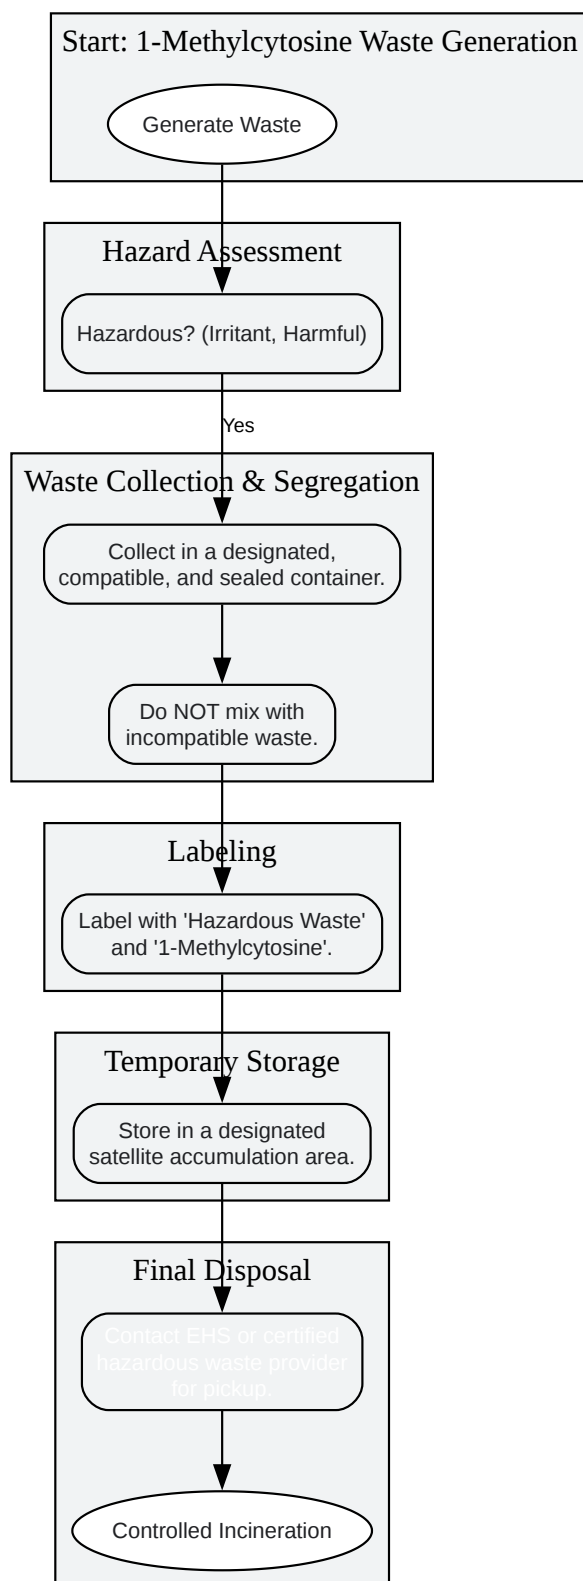 Start: 1-Methylcytosine Waste Generation
Generate Waste
Hazard Assessment
Hazardous? (Irritant, Harmful)
Yes
Waste Collection & Segregation
Collect in a designated,
compatible, and sealed container.
Do NOT mix with
incompatible waste.
Labeling
Label with 'Hazardous Waste'
and '1-Methylcytosine'.
Temporary Storage
Store in a designated
satellite accumulation area.
Final Disposal
Contact EHS or certified
hazardous waste provider
for pickup.
Controlled Incineration